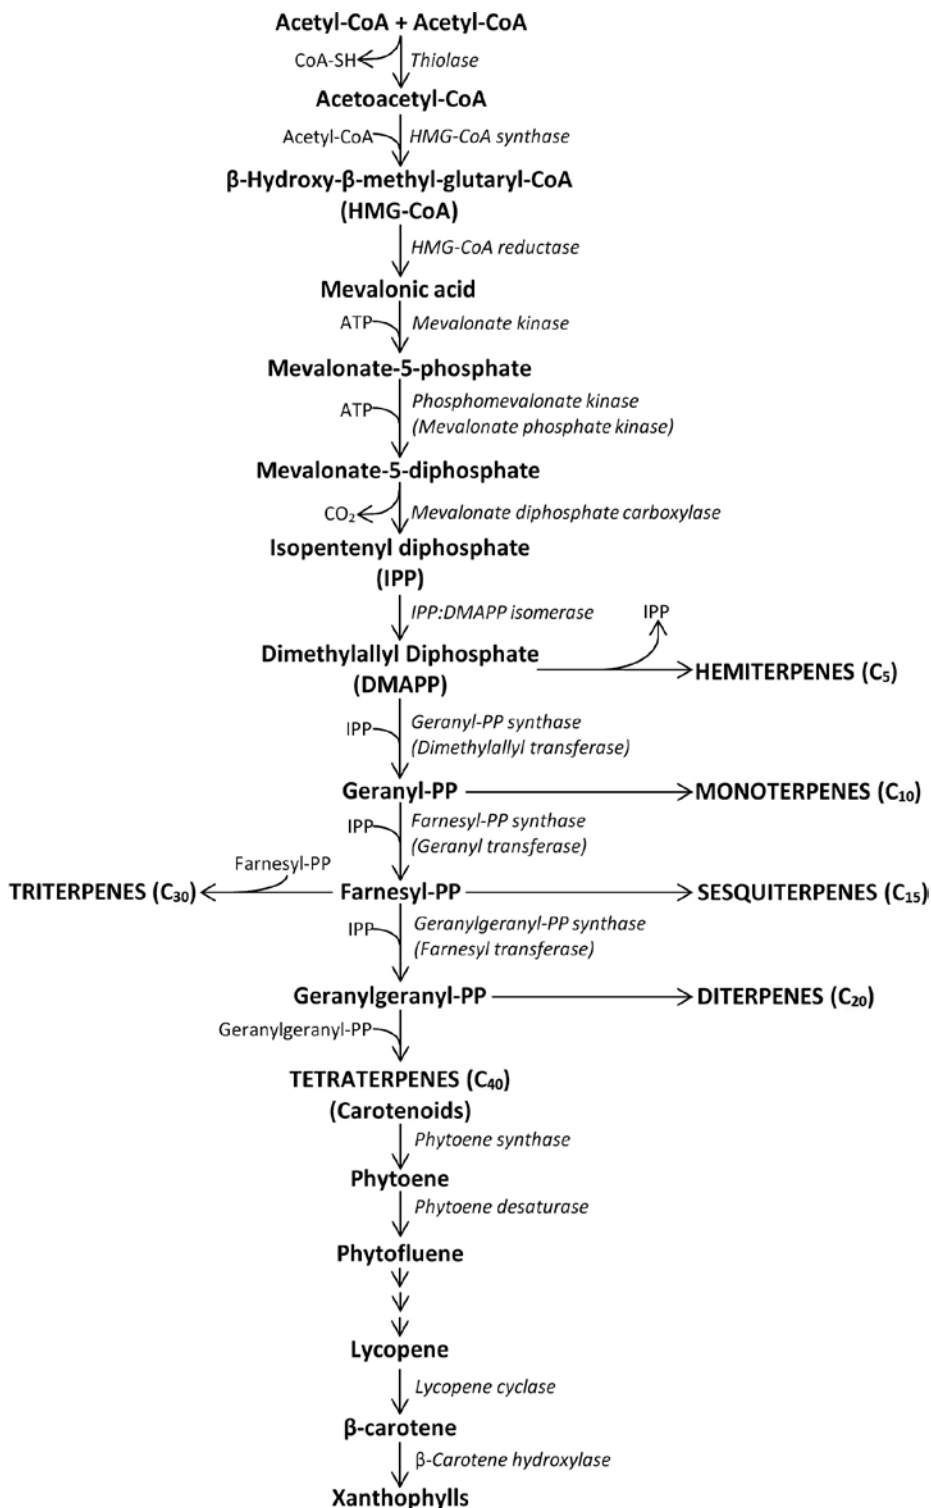 Acetyl-CoA + Acetyl-CoA
CoA-SH
Thiolase
Acetoacetyl-CoA
Acetyl-CoA
HMG-CoA synthase
β-Hydroxy-β-methyl-glutaryl-CoA
(HMG-CoA)
HMG-CoA reductase
Mevalonic acid
ATP
Mevalonate kinase
Mevalonate-5-phosphate
ATP
Phosphomevalonate kinase
(Mevalonate phosphate kinase)
Mevalonate-5-diphosphate
CO₂
Mevalonate diphosphate carboxylase
Isopentenyl diphosphate
(IPP)
IPP:DMAPP isomerase
IPP
Dimethylallyl Diphosphate
(DMAPP)
HEMITERPENES (C₅)
IPP
Geranyl-PP synthase
(Dimethylallyl transferase)
Geranyl-PP
MONOTERPENES (C₁₀)
IPP
Farnesyl-PP synthase
(Geranyl transferase)
Farnesyl-PP
TRITERPENES (C₃₀)
Farnesyl-PP
SESQUITERPENES (C₁₅)
IPP
Geranylgeranyl-PP synthase
(Farnesyl transferase)
Geranylgeranyl-PP
DITERPENES (C₂₀)
Geranylgeranyl-PP
TETRATERPENES (C₄₀)
(Carotenoids)
Phytoene synthase
Phytoene
Phytoene desaturase
Phytofluene
Lycopene
Lycopene cyclase
β-carotene
β-Carotene hydroxylase
Xanthophylls